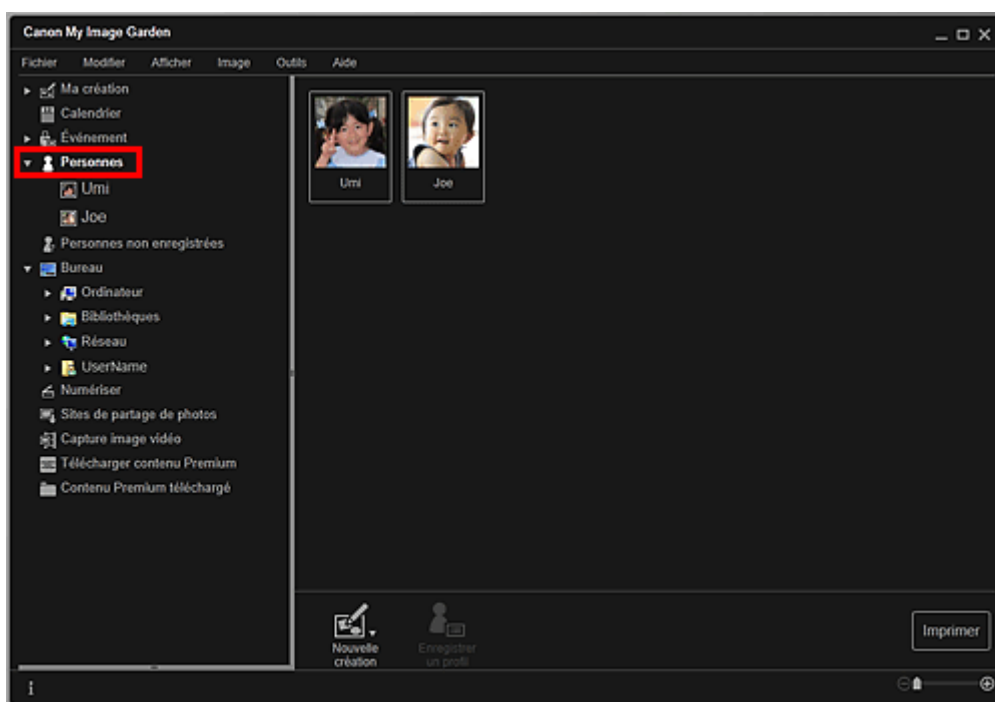 Canon My Image Garden
Fichier Modifier Afficher Image Outils Aide
Ma création
Calendrier
Événement
Personnes
Umi
Joe
Personnes non enregistrées
Bureau
Ordinateur
Bibliothèques
Réseau
UserName
Numériser
Sites de partage de photos
Capture image vidéo
Télécharger contenu Premium
Contenu Premium téléchargé
Umi Joe
Nouvelle
création
Enregistrer
un profil
Imprimer